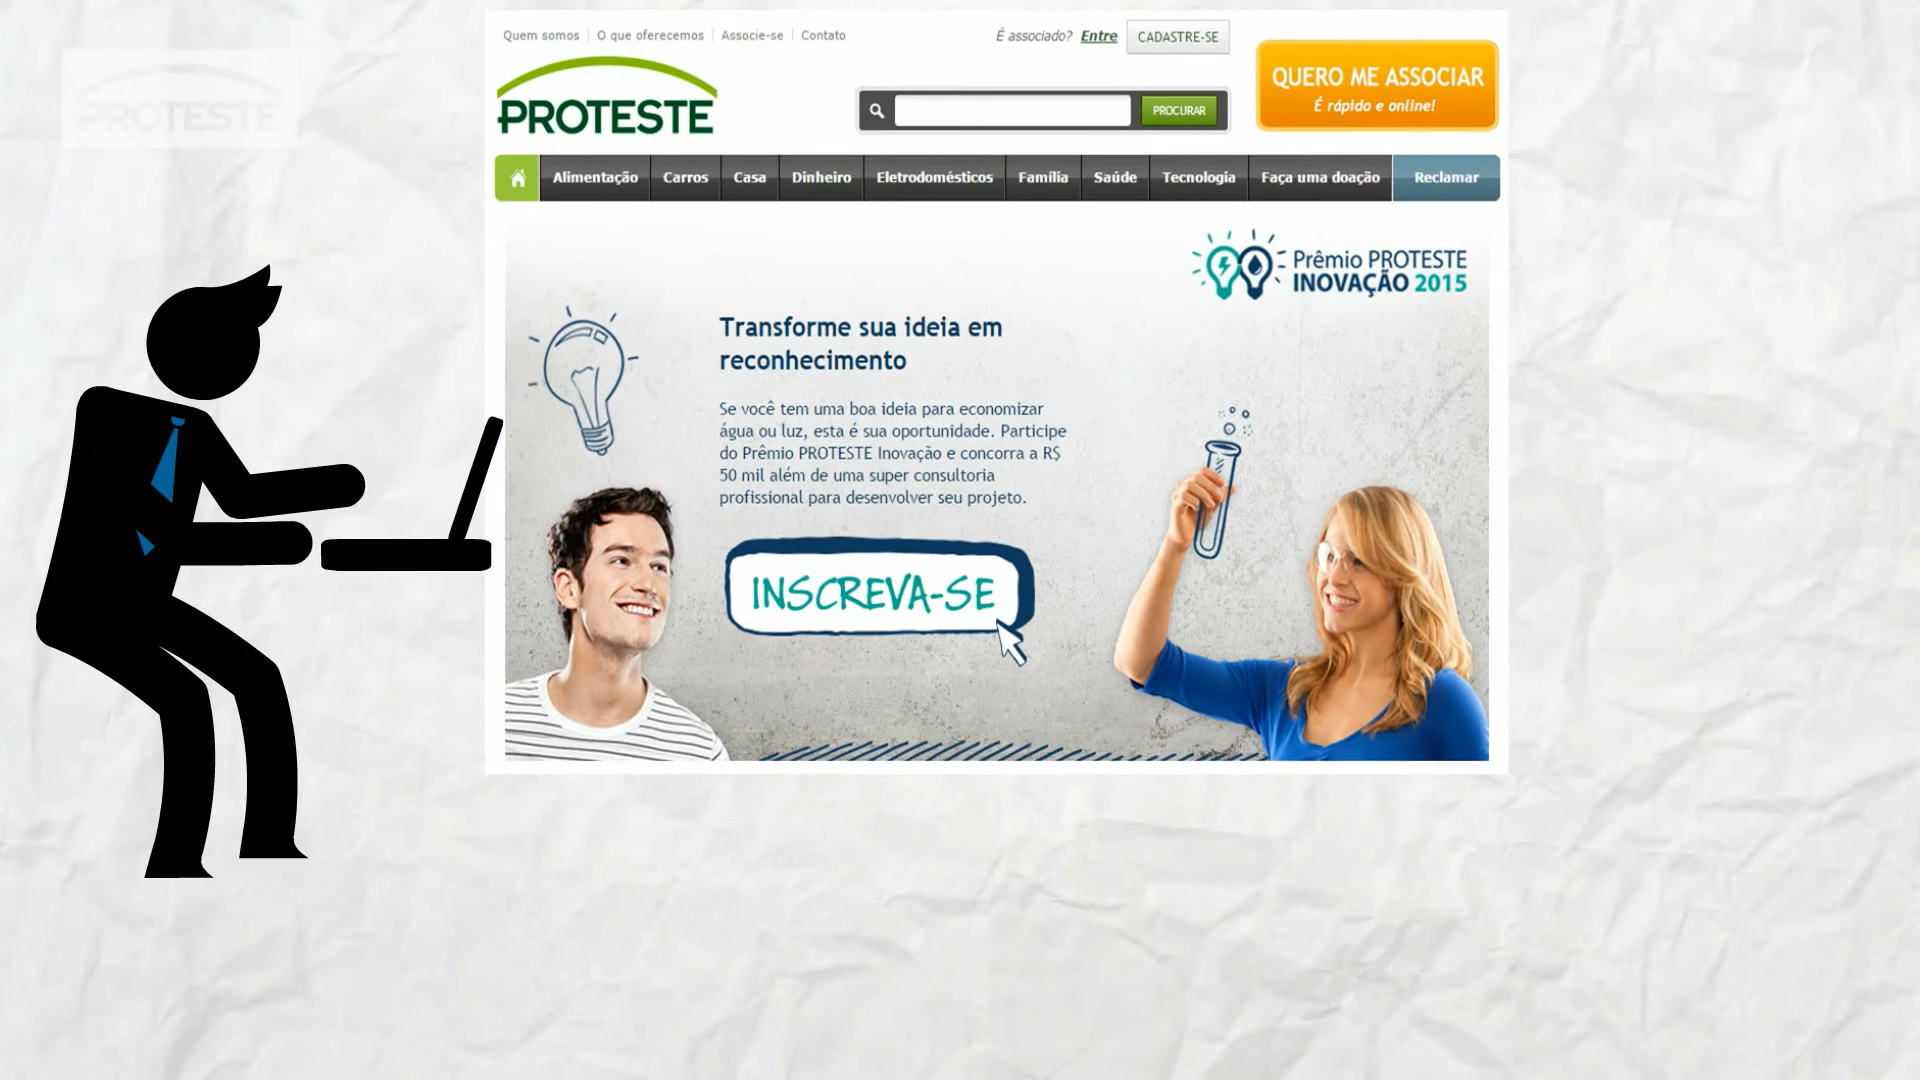 Quem somos
O que oferecemos
Associe-se
Contato
É associado? Entre
CADASTRE-SE
QUERO ME ASSOCIAR
É rápido e online!
PROTESTE
PROTESTE
PROCURAR
Alimentação
Carros
Casa
Dinheiro
Eletrodomésticos
Família
Saúde
Tecnologia
Faça uma doação
Reclamar
Prêmio PROTESTE
INOVAÇÃO 2015
Transforme sua ideia em
reconhecimento
Se você tem uma boa ideia para economizar
água ou luz, esta é sua oportunidade. Participe
do Prêmio PROTESTE Inovação e concorra a R$
50 mil além de uma super consultoria
profissional para desenvolver seu projeto.
INSCREVA-SE